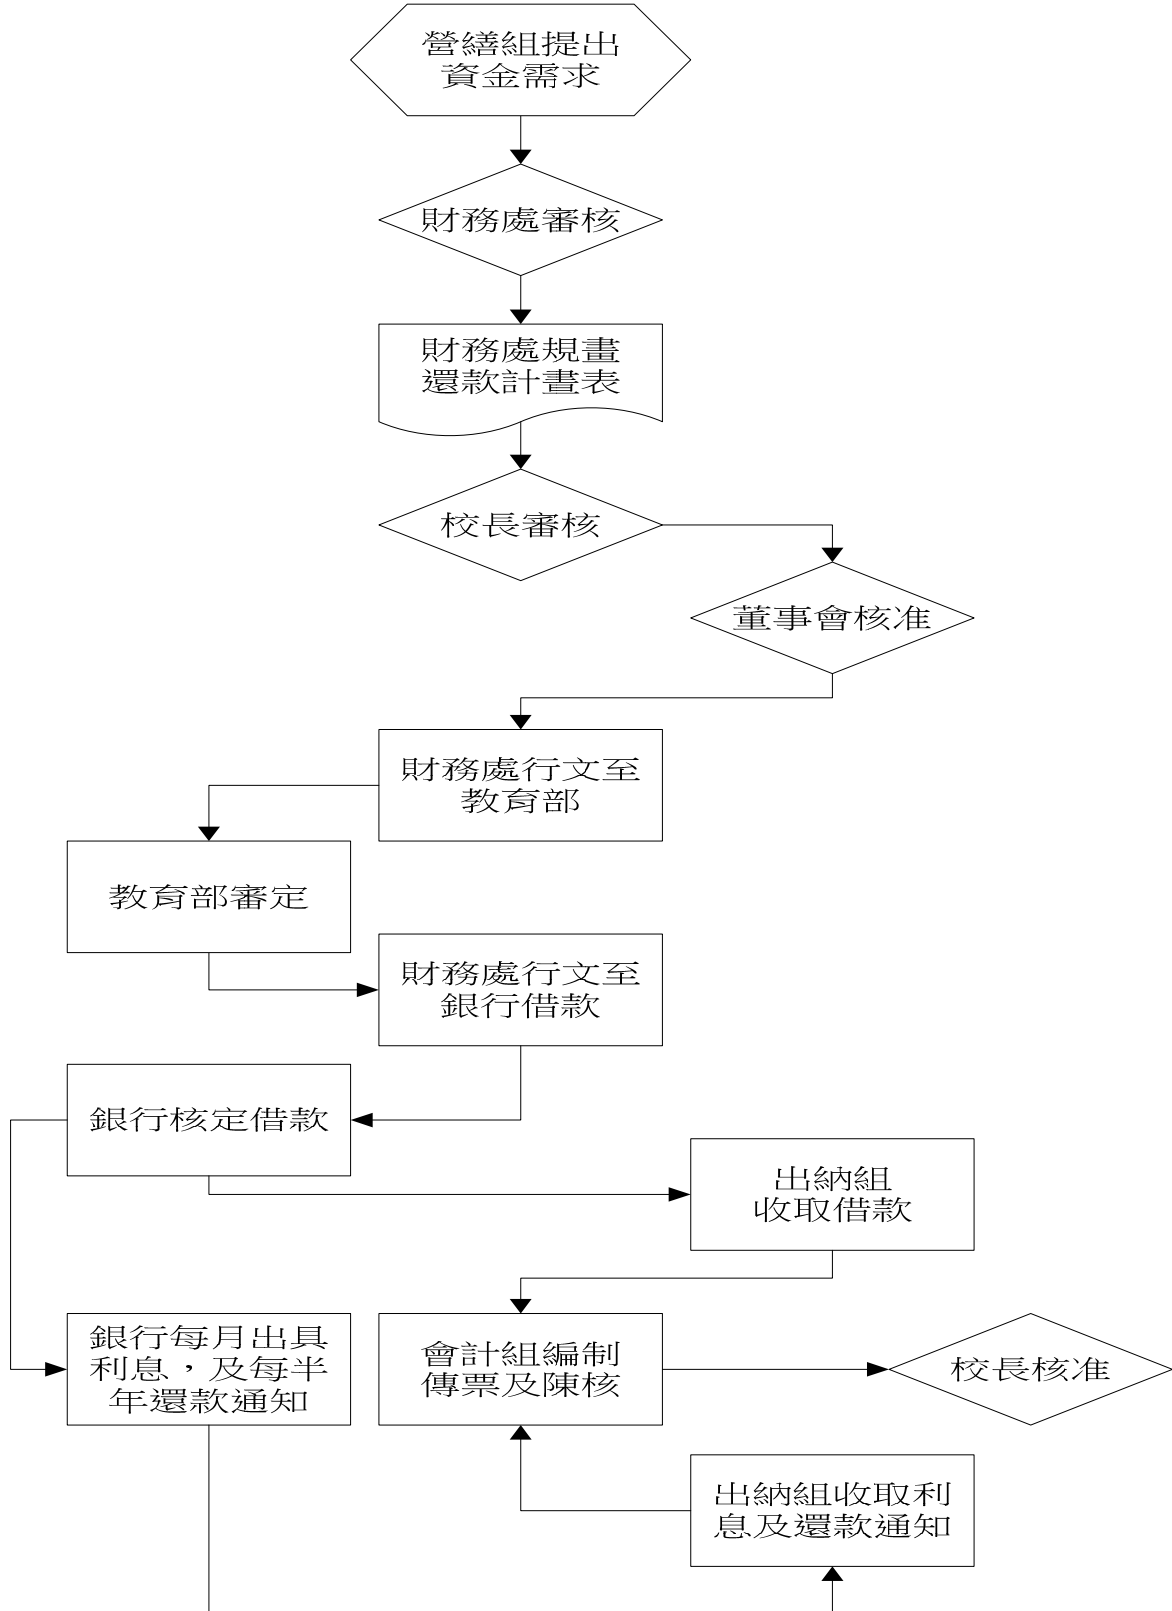 營繕組提出
資金需求
財務處審核
財務處規畫
還款計畫表
校長審核
董事會核准
財務處行文至
教育部
教育部審定
財務處行文至
銀行借款
銀行核定借款
出納組
收取借款
銀行每月出具
利息，及每半
年還款通知
會計組編制
傳票及陳核
校長核准
出納組收取利
息及還款通知